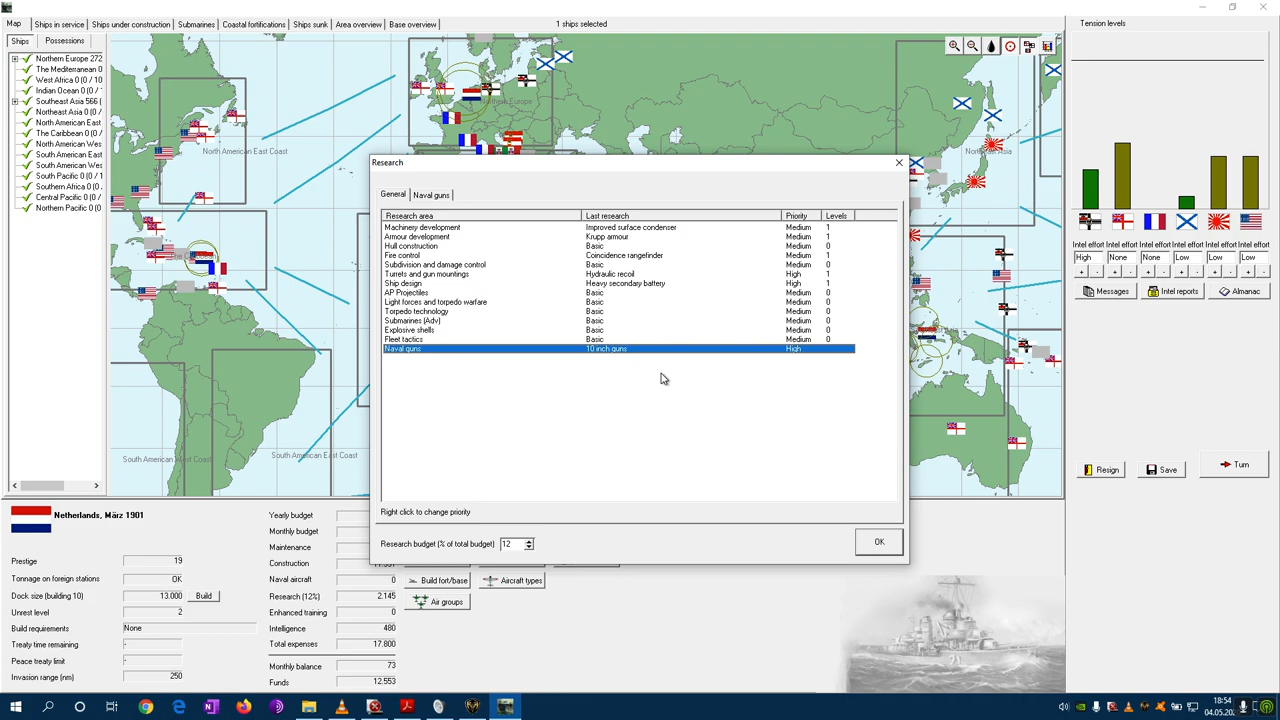 Map
Ships in service
Ships under construction
Submarines
Coastal fortifications
Ships sunk
Area overview
Base overview
1 ships selected
Tension levels
Ships
Possessions
Northern Europe 272
The Mediterranean 0
West Africa 0 (0 / 10
Indian Ocean 0 (0 / 1
Southeast Asia 566 (
Northeast Asia 0 (0 /
North American East
The Caribbean 0 (0 /
North American Wes
South American East
South American Wes
South Pacific 0 (0 / 1
Southern Africa 0 (0
Central Pacific 0 (0 /
Northern Pacific 0 (0
North American East Coast
Northern Europe
South American East Coast
Research
General
Naval guns
Research area
Last research
Priority
Levels
Machinery development Improved surface condenser Medium 1
Armour development Krupp armour Medium 1
Hull construction Basic Medium 0
Fire control Coincidence rangefinder Medium 1
Subdivision and damage control Basic Medium 0
Turrets and gun mountings Hydraulic recoil High 1
Ship design Heavy secondary battery High 1
AP Projectiles Basic Medium 0
Light forces and torpedo warfare Basic Medium 0
Torpedo technology Basic Medium 0
Submarines (Adv) Basic Medium 0
Explosive shells Basic Medium 0
Fleet tactics Basic Medium 0
Naval guns 10 inch guns High
Right click to change priority
Research budget (% of total budget) 12
OK
Intel effort Intel effort Intel effort Intel effort Intel effort Intel effort
High None None Low Low Low
+ - + - + - + - + - + -
Messages
Intel reports
Almanac
Resign
Save
Turn
Netherlands, März 1901
Prestige 19
Tonnage on foreign stations OK
Dock size (building 10) 13.000 Build
Unrest level 2
Build requirements None
Treaty time remaining -
Peace treaty limit -
Invasion range (nm) 250
Yearly budget
Monthly budget
Maintenance
Construction
Naval aircraft 0
Research (12%) 2.145
Enhanced training 0
Intelligence 480
Total expenses 17.800
Monthly balance 73
Funds 12.553
Build fort/base
Aircraft types
Air groups
18:54